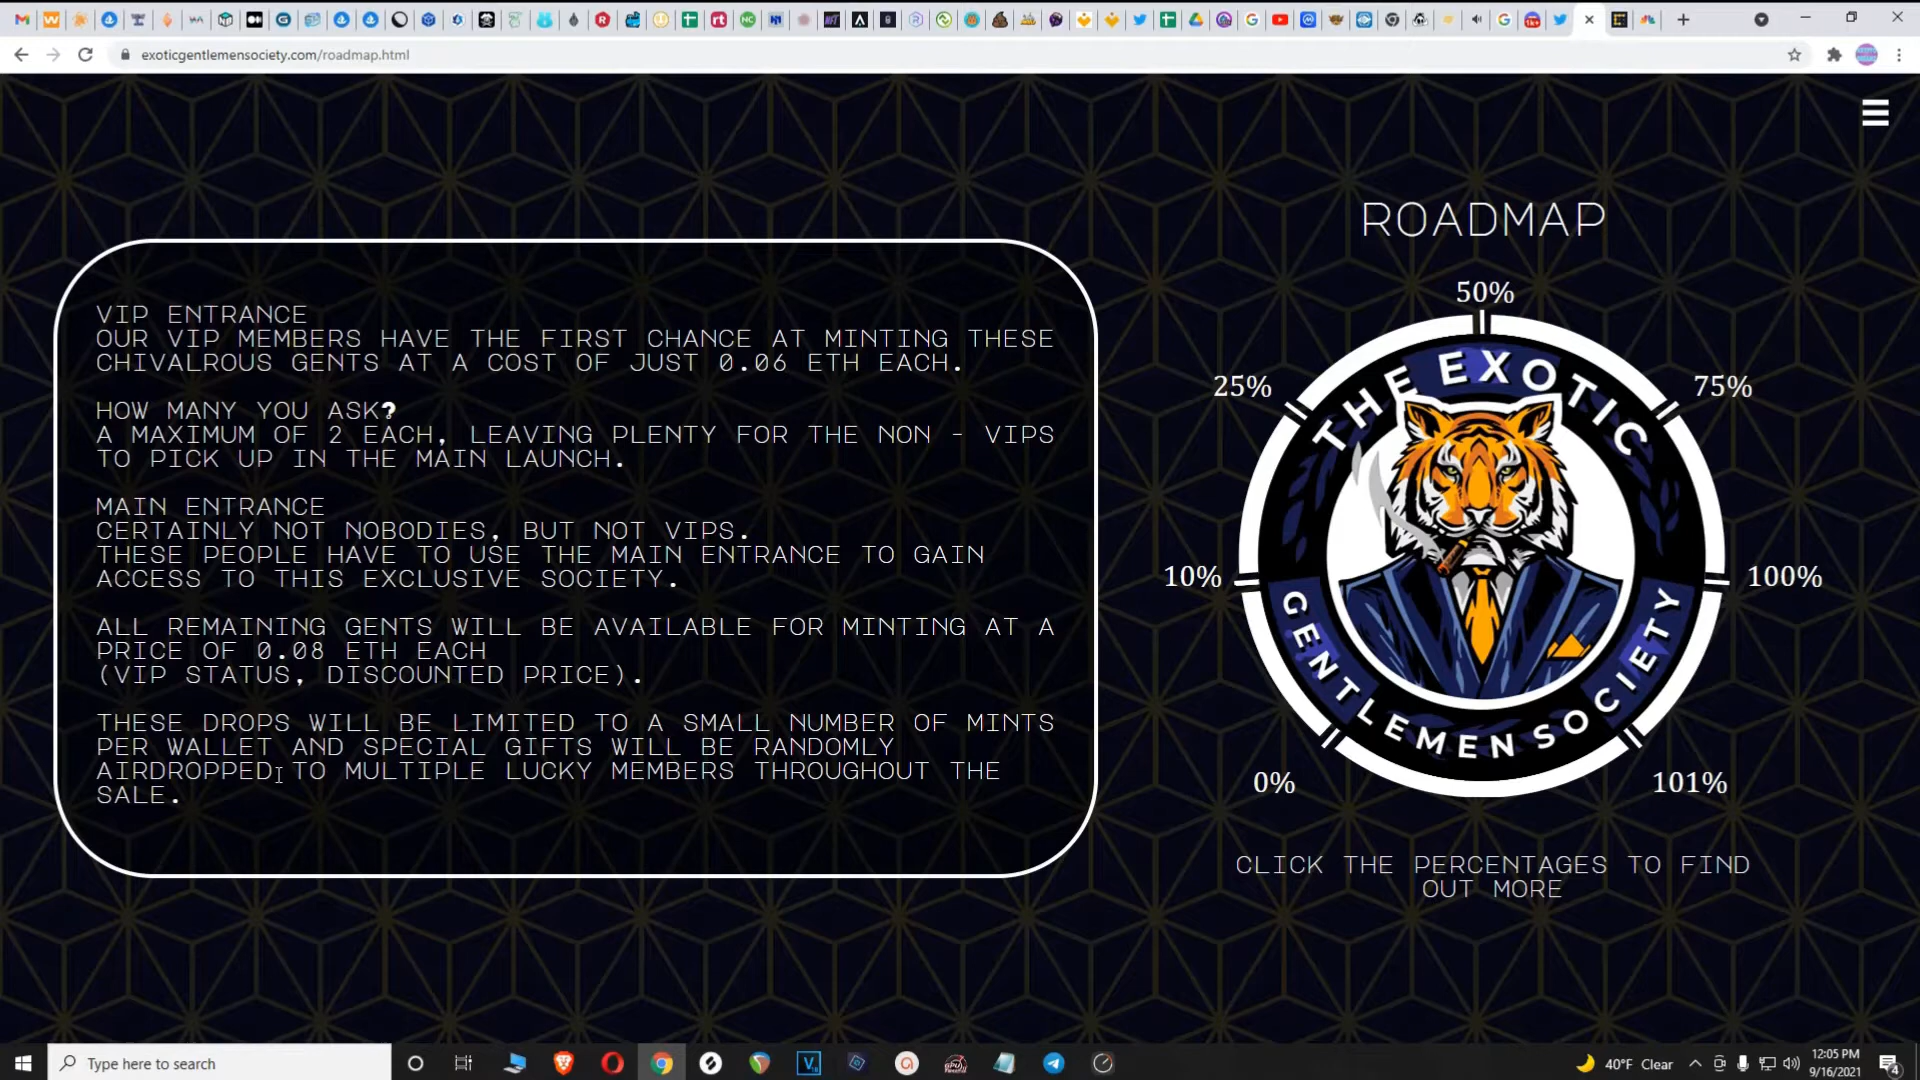 exoticgentlemensociety.com/roadmap.html
ROADMAP
VIP ENTRANCE
OUR VIP MEMBERS HAVE THE FIRST CHANCE AT MINTING THESE
CHIVALROUS GENTS AT A COST OF JUST 0.06 ETH EACH.
HOW MANY YOU ASK?
A MAXIMUM OF 2 EACH, LEAVING PLENTY FOR THE NON - VIPS
TO PICK UP IN THE MAIN LAUNCH.
MAIN ENTRANCE
CERTAINLY NOT NOBODIES, BUT NOT VIPS.
THESE PEOPLE HAVE TO USE THE MAIN ENTRANCE TO GAIN
ACCESS TO THIS EXCLUSIVE SOCIETY.
ALL REMAINING GENTS WILL BE AVAILABLE FOR MINTING AT A
PRICE OF 0.08 ETH EACH
(VIP STATUS, DISCOUNTED PRICE).
THESE DROPS WILL BE LIMITED TO A SMALL NUMBER OF MINTS
PER WALLET AND SPECIAL GIFTS WILL BE RANDOMLY
AIRDROPPED TO MULTIPLE LUCKY MEMBERS THROUGHOUT THE
SALE.
50%
25%
75%
10%
100%
0%
101%
THE EXOTIC
GENTLEMEN SOCIETY
CLICK THE PERCENTAGES TO FIND
OUT MORE
Type here to search
40°F Clear
12:05 PM
9/16/2021
4